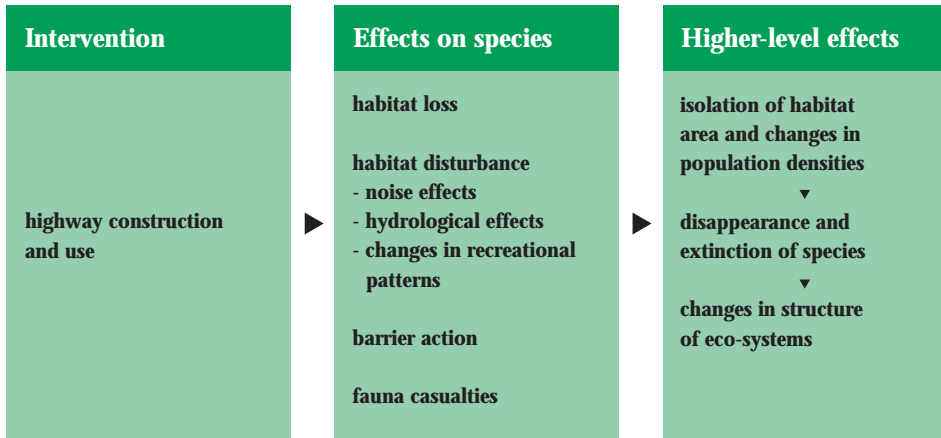 Intervention
highway construction
and use
Effects on species
habitat loss
habitat disturbance
- noise effects
- hydrological effects
- changes in recreational
patterns
barrier action
fauna casualties
Higher-level effects
isolation of habitat
area and changes in
population densities
disappearance and
extinction of species
changes in structure
of eco-systems